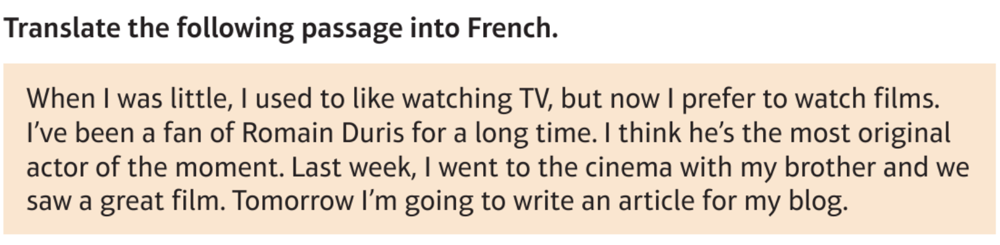 Translate the following passage into French.
When I was little, I used to like watching TV, but now I prefer to watch films.
I’ve been a fan of Romain Duris for a long time. I think he’s the most original
actor of the moment. Last week, I went to the cinema with my brother and we
saw a great film. Tomorrow I’m going to write an article for my blog.